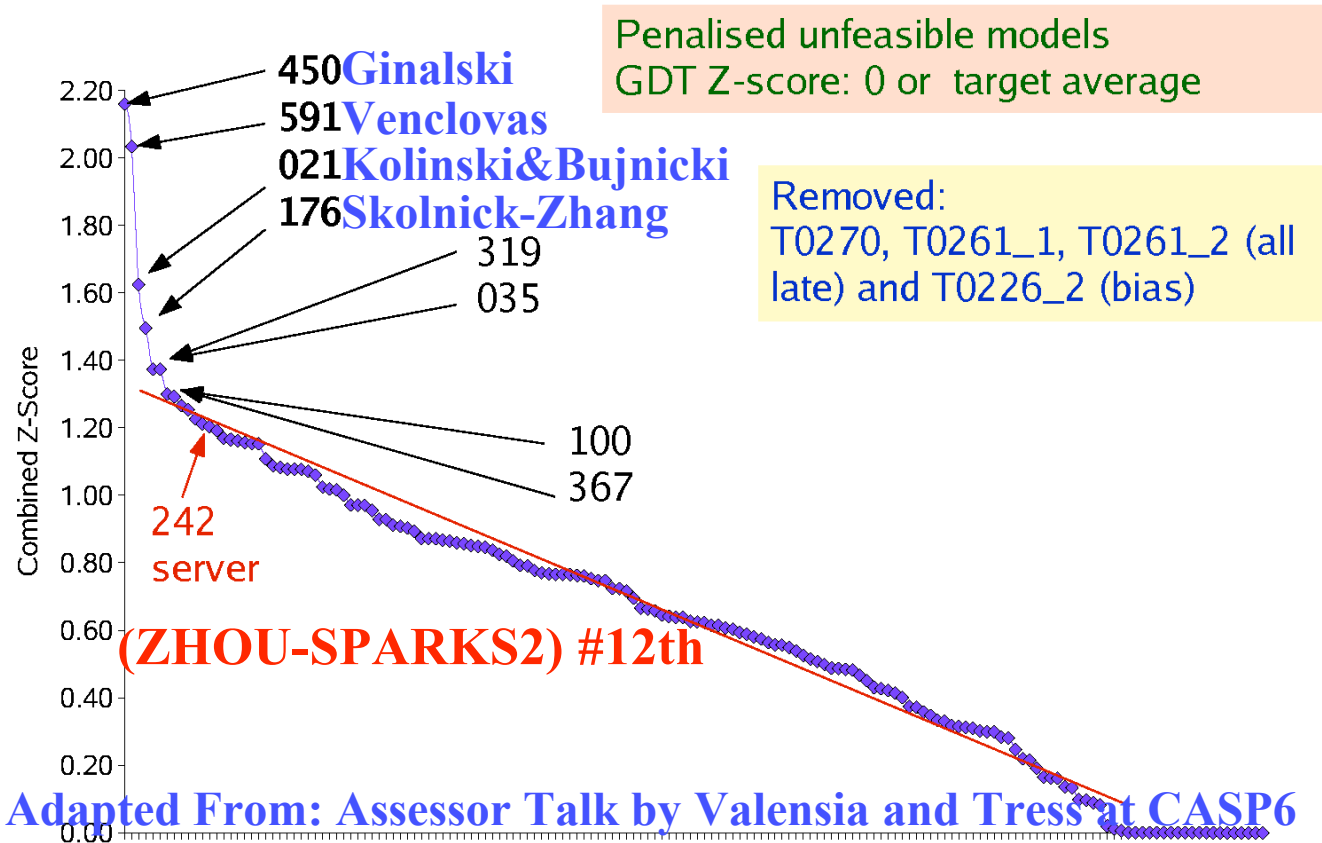 Penalised unfeasible models
GDT Z-score: 0 or target average
450Ginalski
591Venclovas
021Kolinski&Bujnicki
176Skolnick-Zhang
319
035
Removed:
T0270, T0261_1, T0261_2 (all
late) and T0226_2 (bias)
2.20
2.00
1.80
1.60
1.40
1.20
1.00
0.80
0.60
0.40
0.20
0.00
Combined Z-Score
100
367
242
server
(ZHOU-SPARKS2) #12th
Adapted From: Assessor Talk by Valensia and Tress at CASP6